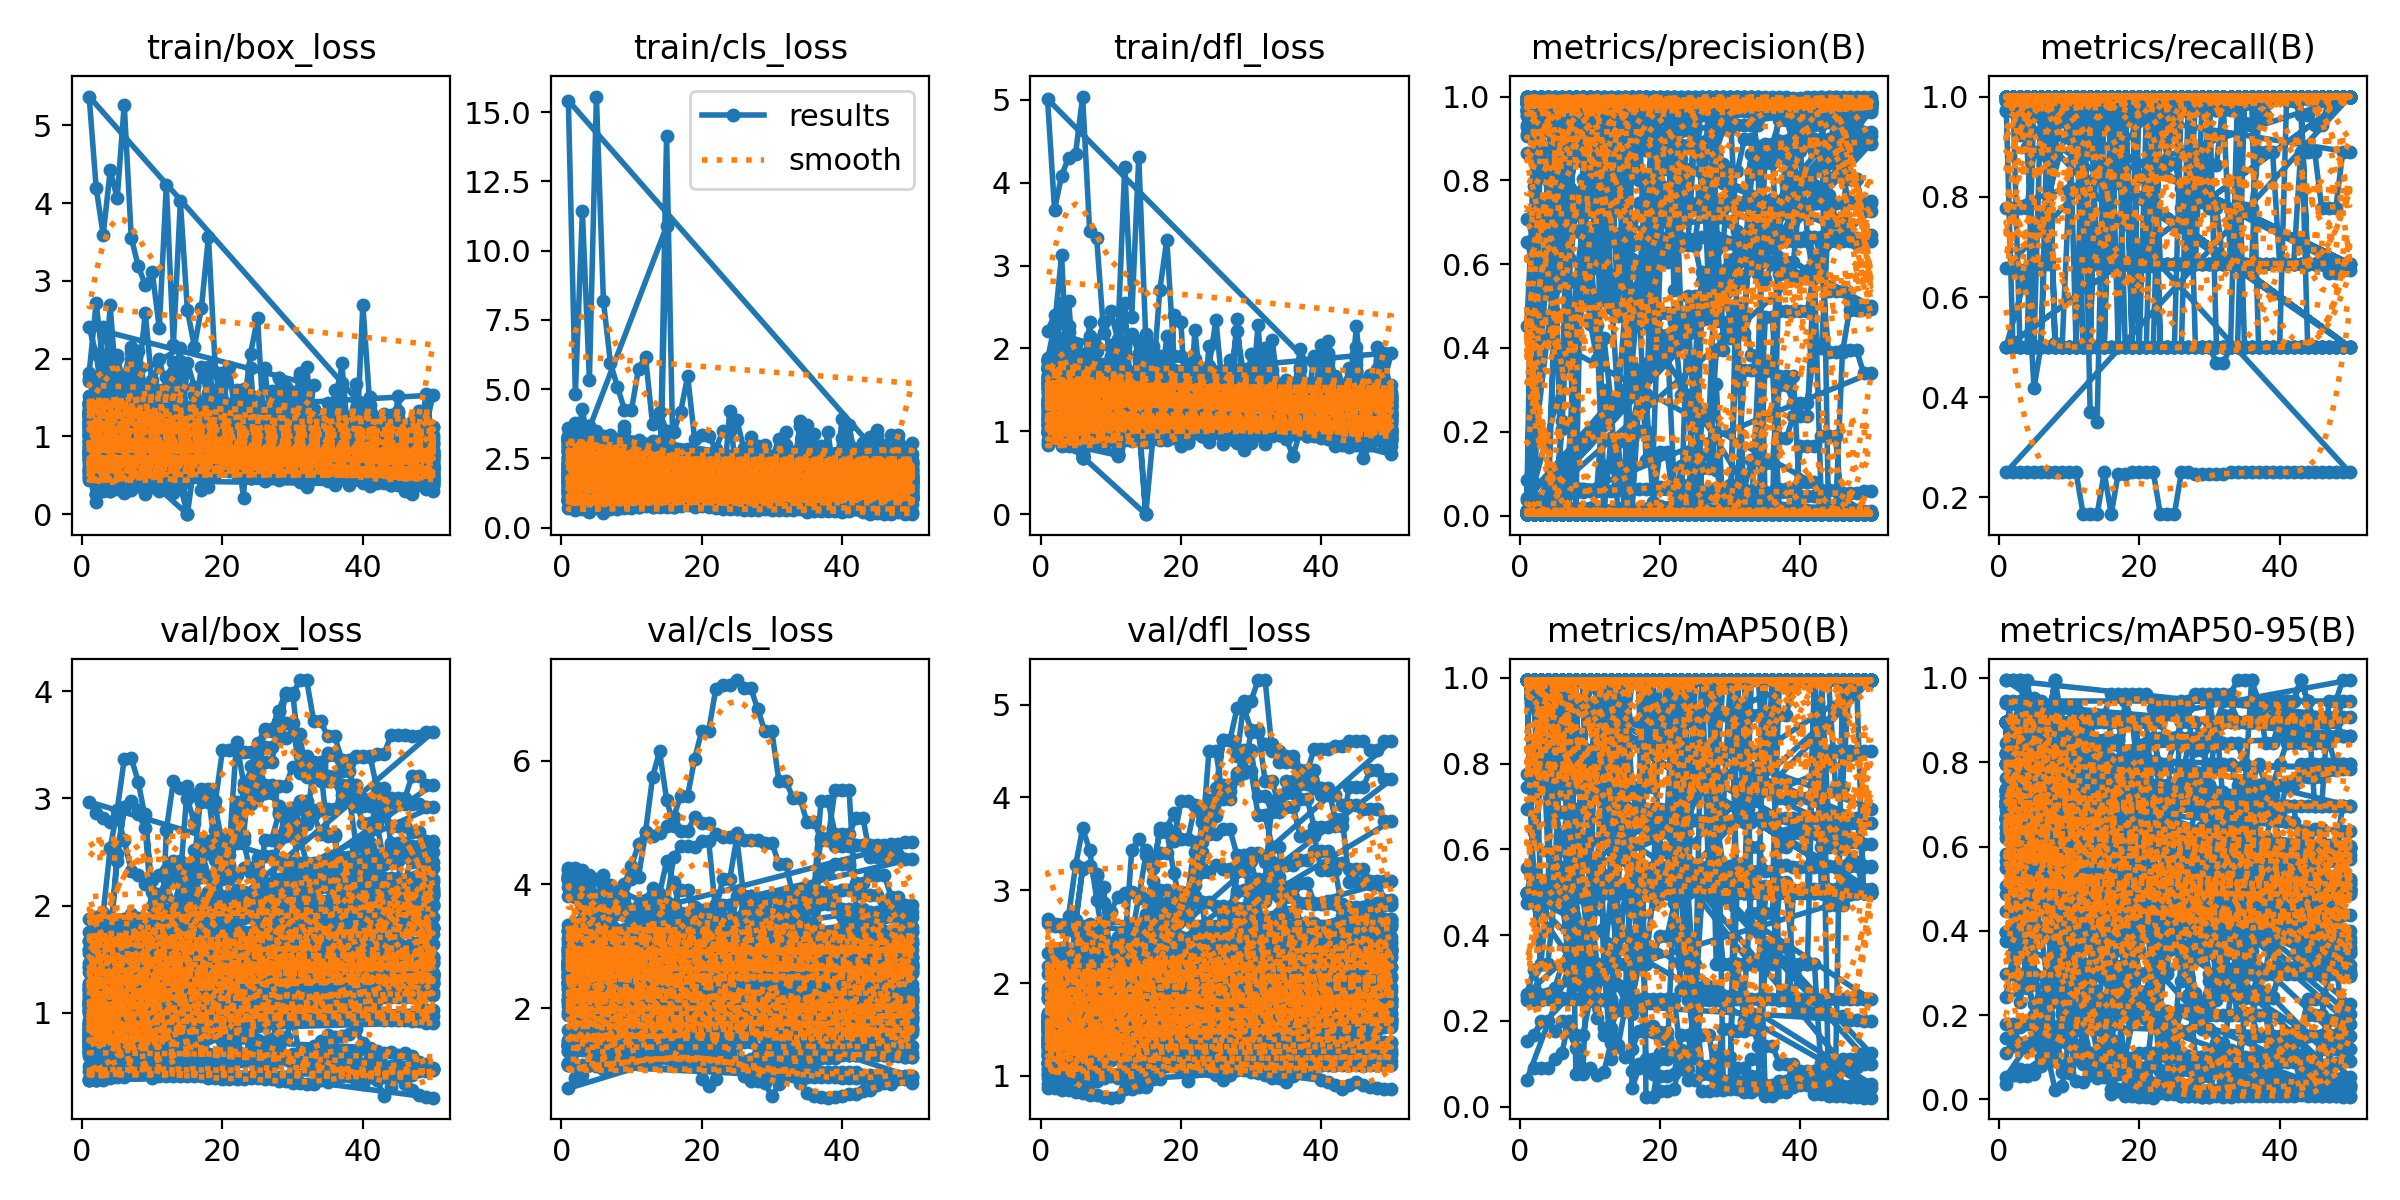 train/box_loss
train/cls_loss
train/dfl_loss
metrics/precision(B)
metrics/recall(B)
results
smooth
5
4
3
2
1
0
0 20 40
15.0
12.5
10.0
7.5
5.0
2.5
0.0
0 20 40
5
4
3
2
1
0
0 20 40
1.0
0.8
0.6
0.4
0.2
0.0
0 20 40
1.0
0.8
0.6
0.4
0.2
0 20 40
val/box_loss
val/cls_loss
val/dfl_loss
metrics/mAP50(B)
metrics/mAP50-95(B)
4
3
2
1
0 20 40
6
4
2
0 20 40
5
4
3
2
1
0 20 40
1.0
0.8
0.6
0.4
0.2
0.0
0 20 40
1.0
0.8
0.6
0.4
0.2
0.0
0 20 40